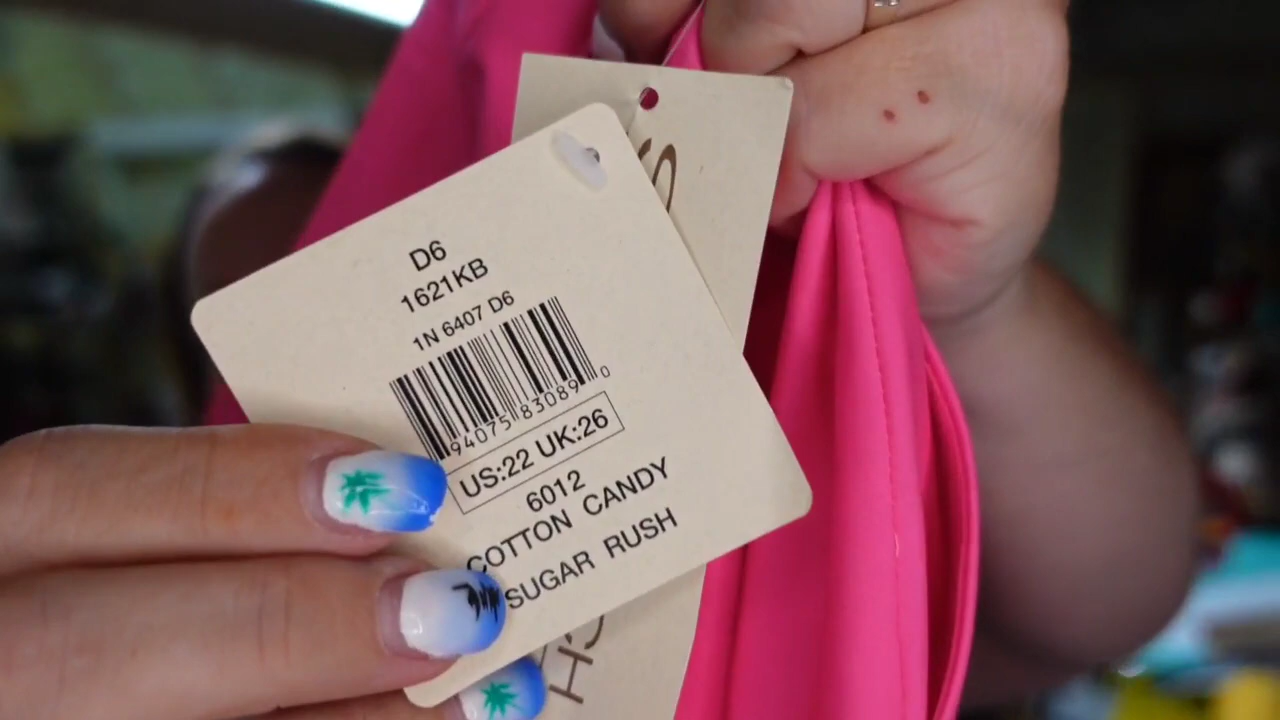 D6
1621KB
1N 6407 D6
94075 83089 0
US:22 UK:26
6012
COTTON CANDY
SUGAR RUSH